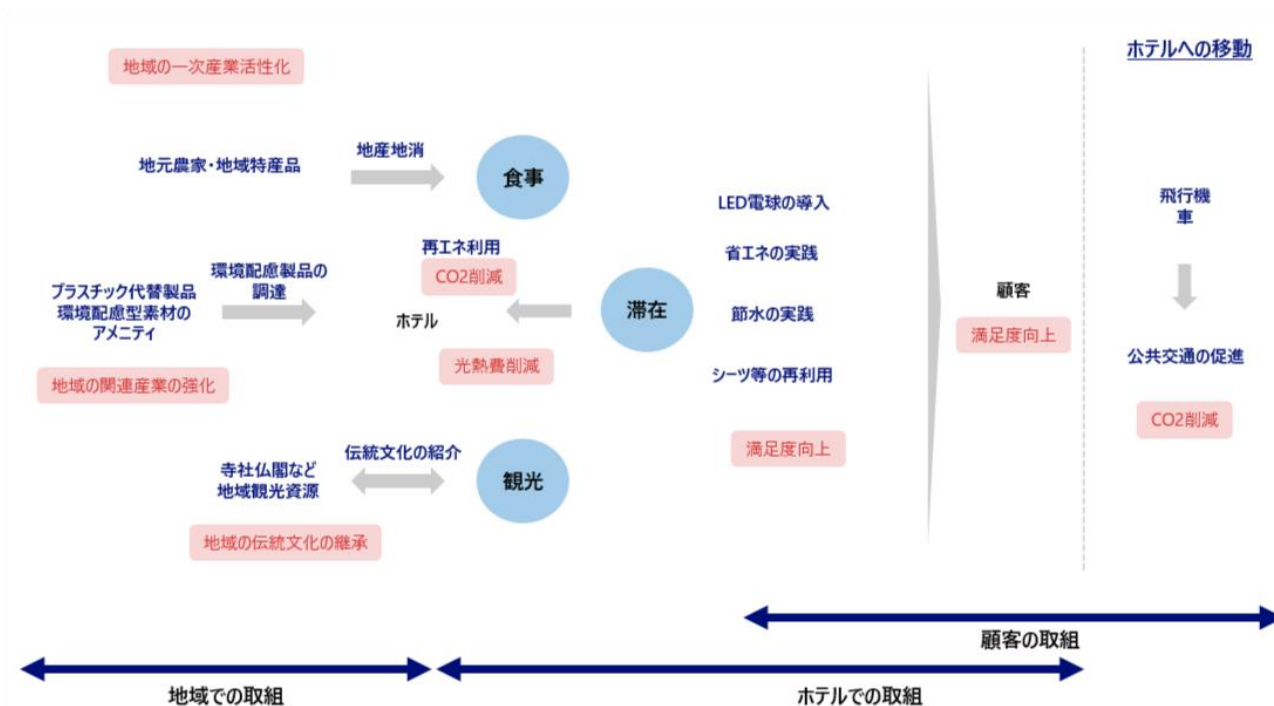 地域の一次産業活性化
ホテルへの移動
地元農家・地域特産品
地産地消
食事
LED電球の導入
飛行機
車
再エネ利用
CO2削減
省エネの実践
環境配慮製品の
調達
プラスチック代替製品
環境配慮型素材の
アメニティ
ホテル
滞在
節水の実践
顧客
満足度向上
光熱費削減
公共交通の促進
地域の関連産業の強化
シーツ等の再利用
CO2削減
満足度向上
伝統文化の紹介
寺社仏閣など
地域観光資源
観光
地域の伝統文化の継承
顧客の取組
地域での取組
ホテルでの取組